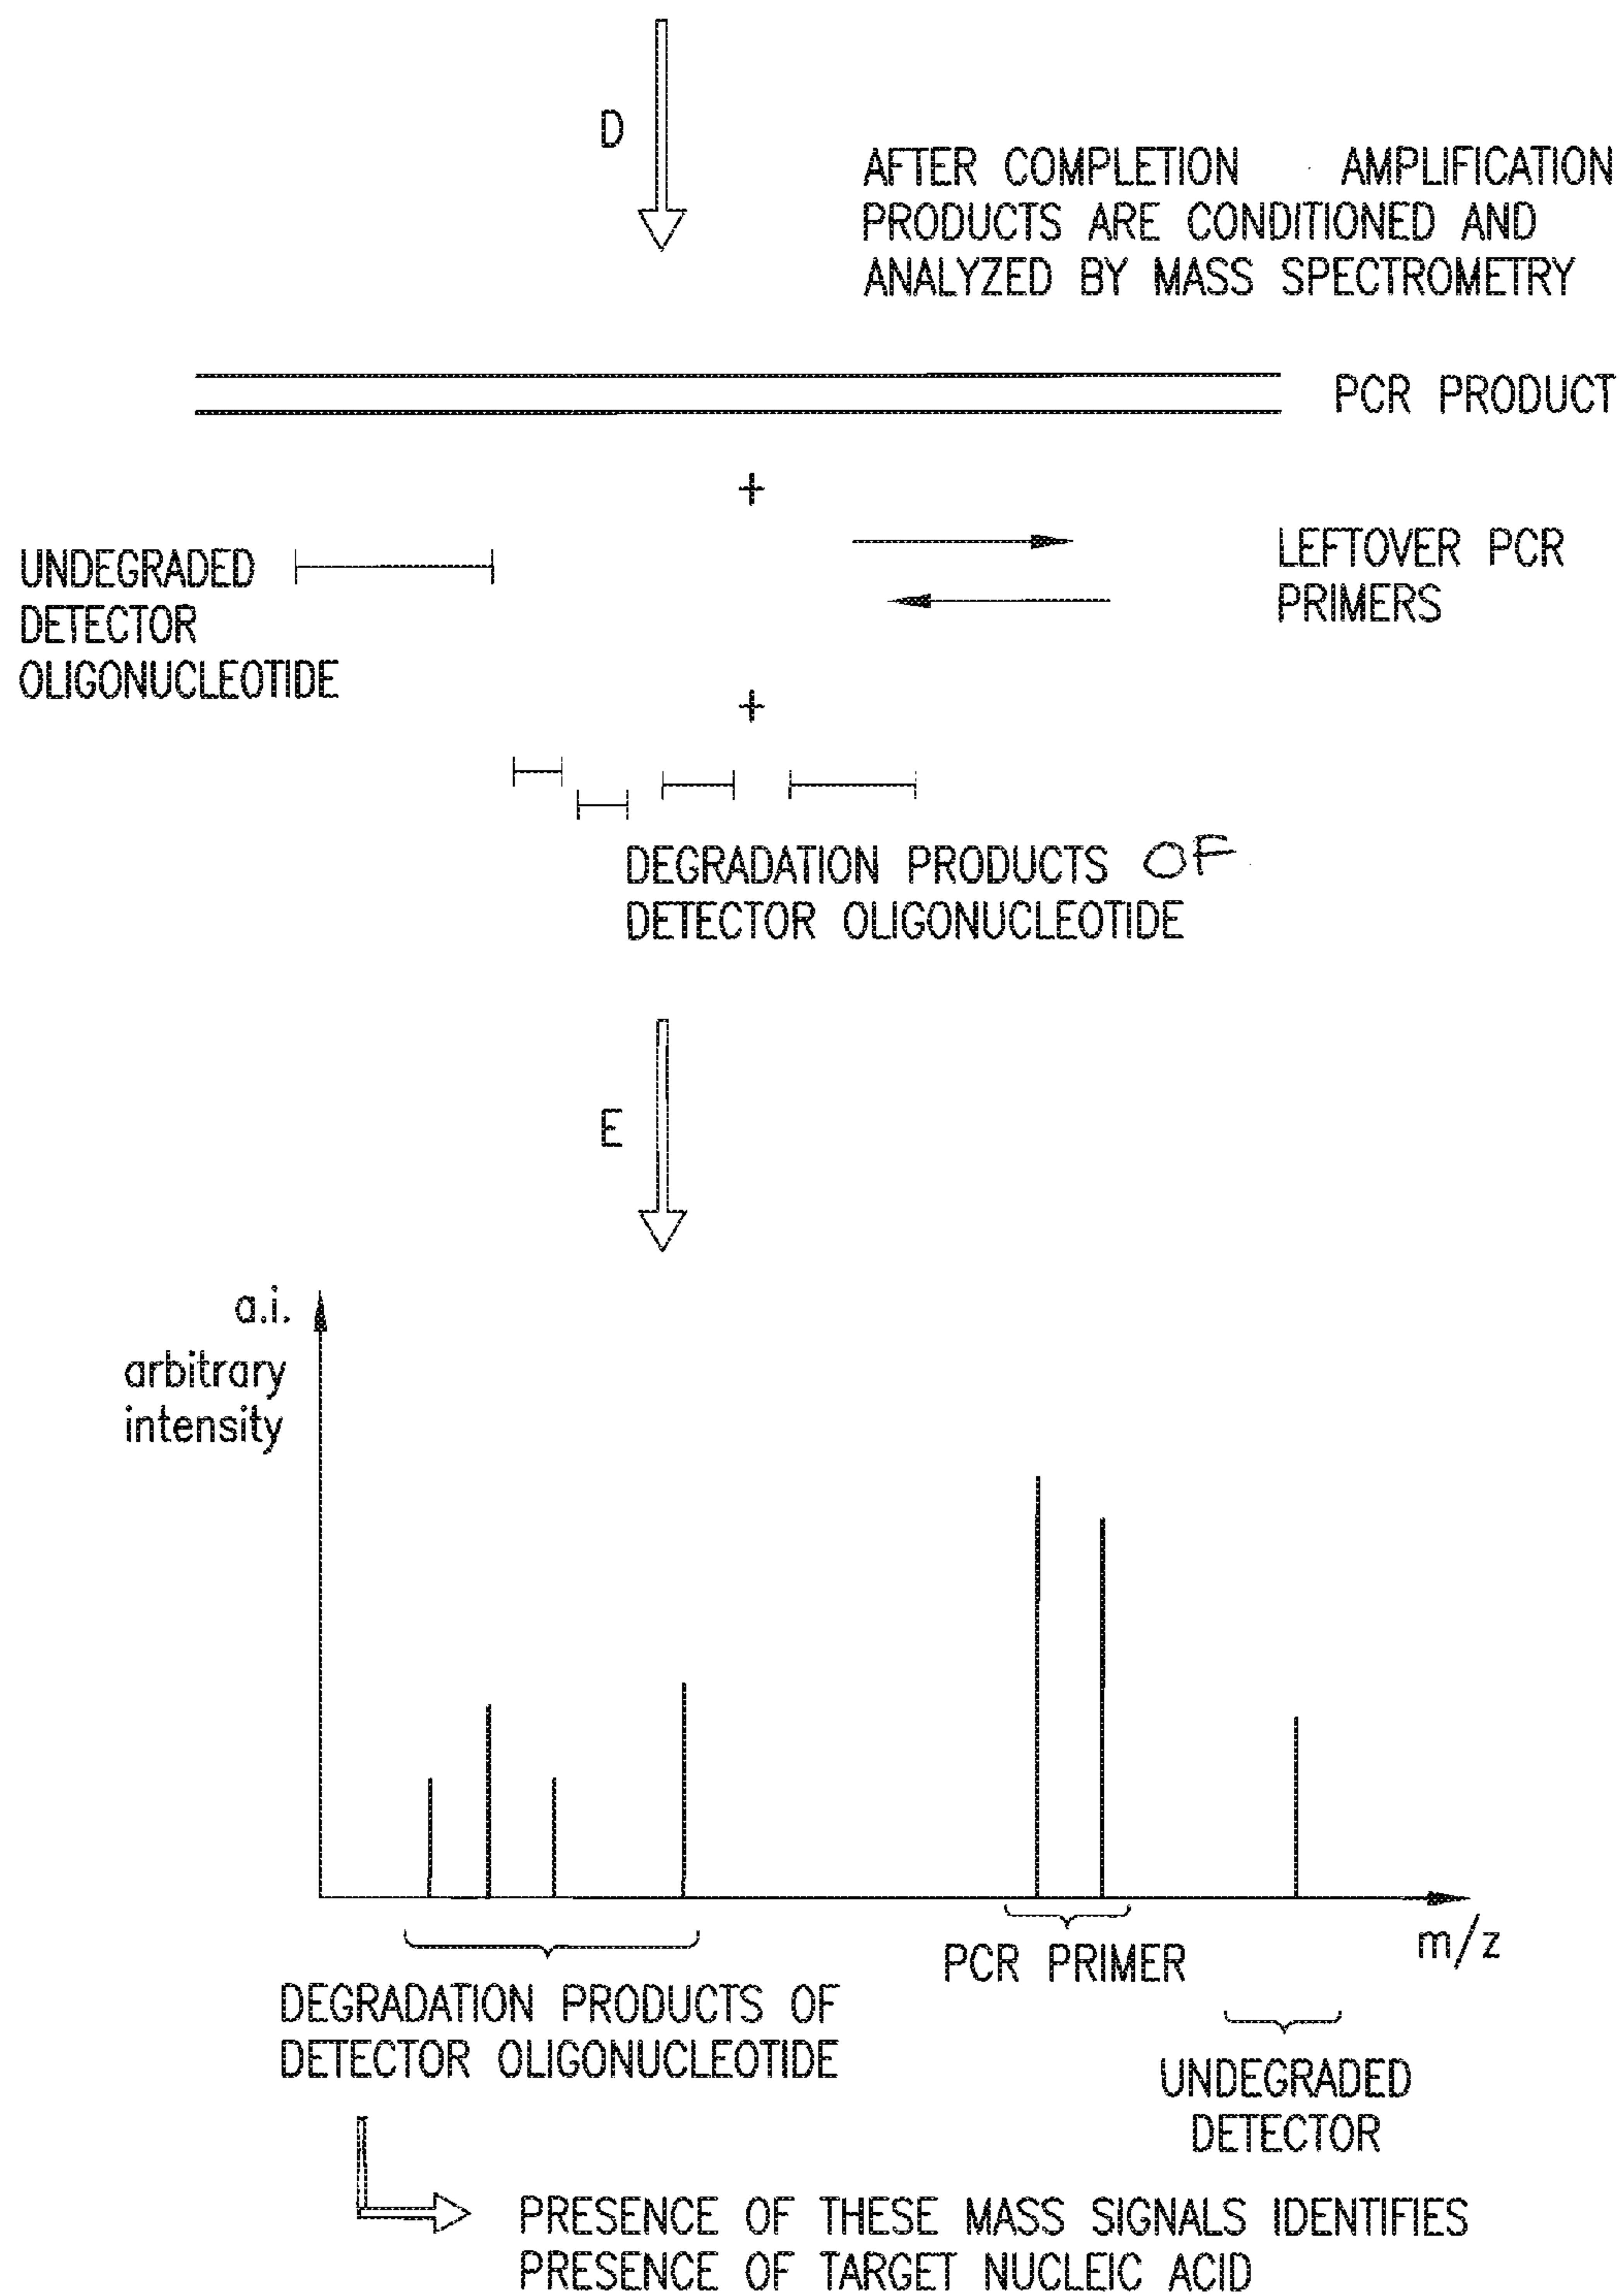 D
AFTER COMPLETION AMPLIFICATION
PRODUCTS ARE CONDITIONED AND
ANALYZED BY MASS SPECTROMETRY
PCR PRODUCT
+
UNDEGRADED
DETECTOR
OLIGONUCLEOTIDE
LEFTOVER PCR
PRIMERS
+
DEGRADATION PRODUCTS OF
DETECTOR OLIGONUCLEOTIDE
E
a.i.
arbitrary
intensity
m/z
PCR PRIMER
DEGRADATION PRODUCTS OF
DETECTOR OLIGONUCLEOTIDE
UNDEGRADED
DETECTOR
PRESENCE OF THESE MASS SIGNALS IDENTIFIES
PRESENCE OF TARGET NUCLEIC ACID